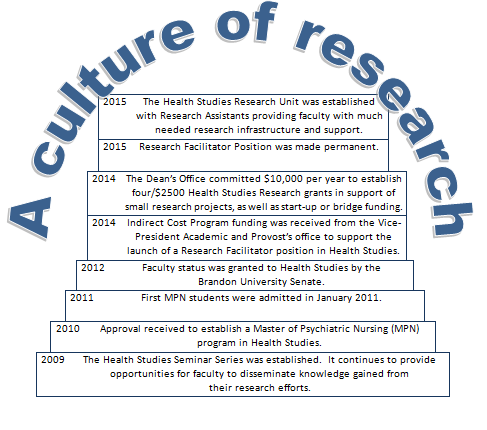 A culture of research
2015 The Health Studies Research Unit was established
with Research Assistants providing faculty with much
needed research infrastructure and support.
2015 Research Facilitator Position was made permanent.
2014 The Dean's Office committed $10,000 per year to establish
four/$2500 Health Studies Research grants in support of
small research projects, as well as start-up or bridge funding.
2014 Indirect Cost Program funding was received from the Vice-
President Academic and Provost's office to support the
launch of a Research Facilitator position in Health Studies.
2012 Faculty status was granted to Health Studies by the
Brandon University Senate.
2011 First MPN students were admitted in January 2011.
2010 Approval received to establish a Master of Psychiatric Nursing (MPN)
program in Health Studies.
2009 The Health Studies Seminar Series was established. It continues to provide
opportunities for faculty to disseminate knowledge gained from
their research efforts.